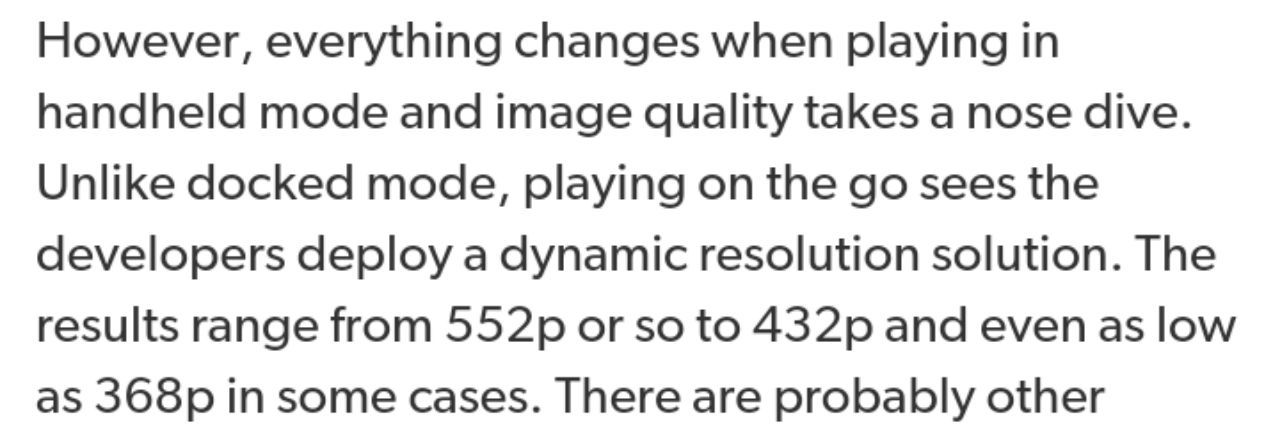 However, everything changes when playing in
handheld mode and image quality takes a nose dive.
Unlike docked mode, playing on the go sees the
developers deploy a dynamic resolution solution. The
results range from 552p or so to 432p and even as low
as 368p in some cases. There are probably other